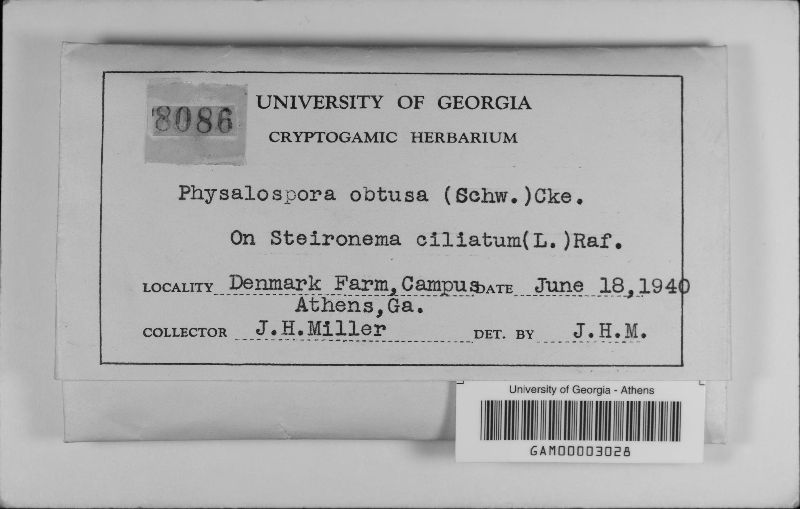 8086
UNIVERSITY OF GEORGIA
CRYPTOGAMIC HERBARIUM
Physalospora obtusa (Schw.)Cke.
On Steironema ciliatum(L.)Raf.
LOCALITY Denmark Farm,Campus DATE June 18,1940
Athens,Ga.
COLLECTOR J.H.Miller DET. BY J.H.M.
University of Georgia - Athens
GAM00003028